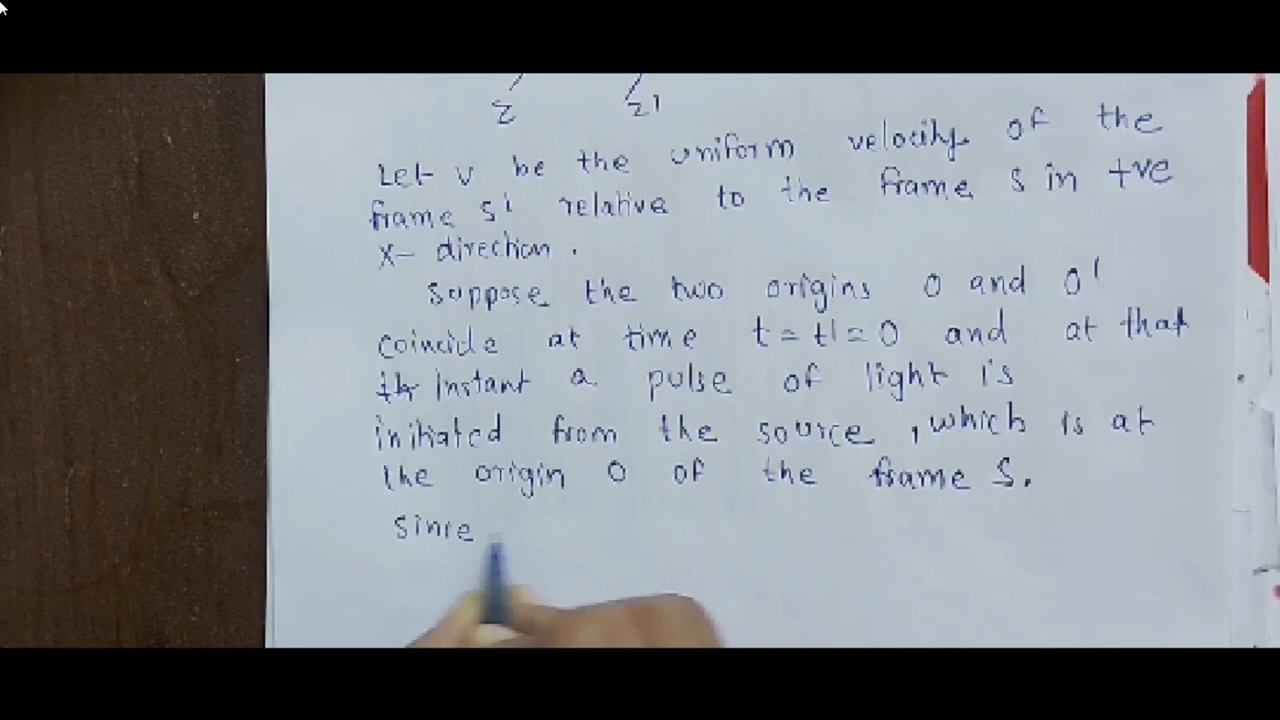 z z'
Let v be the uniform velocity of the
frame s' relative to the frame s in +ve
x- direction .
Suppose the two origins O and O'
coincide at time t = t' = 0 and at that
instant a pulse of light is
initiated from the source , which is at
the origin O of the frame S.
since